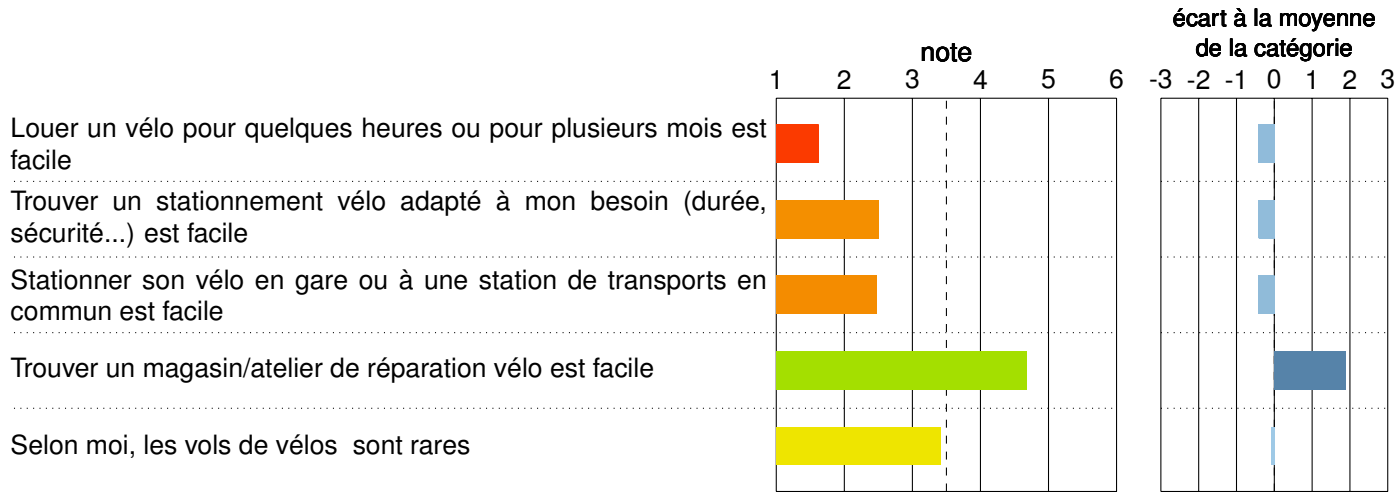 écart à la moyenne
de la catégorie
note
1 2 3 4 5 6
-3 -2 -1 0 1 2 3
Louer un vélo pour quelques heures ou pour plusieurs mois est
facile
Trouver un stationnement vélo adapté à mon besoin (durée,
sécurité...) est facile
Stationner son vélo en gare ou à une station de transports en
commun est facile
Trouver un magasin/atelier de réparation vélo est facile
Selon moi, les vols de vélos sont rares